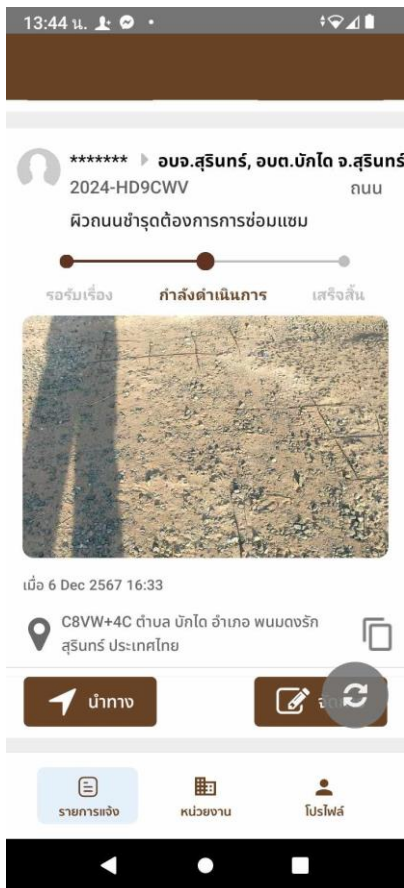 13:44 น.
******* อบจ.สุรินทร์, อบต.บักได จ.สุรินทร์
2024-HD9CWV ถนน
ผิวถนนชำรุดต้องการการซ่อมแซม
รอรับเรื่อง กำลังดำเนินการ เสร็จสิ้น
เมื่อ 6 Dec 2567 16:33
C8VW+4C ตำบล บักได อำเภอ พนมดงรัก
สุรินทร์ ประเทศไทย
นำทาง
รายการแจ้ง หน่วยงาน โปรไฟล์